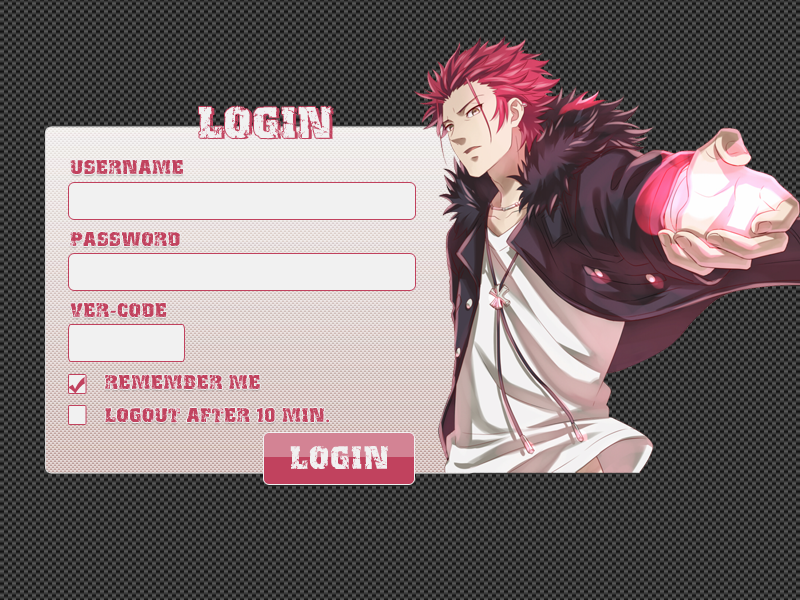 LOGIN
USERNAME
PASSWORD
VER-CODE
REMEMBER ME
LOGOUT AFTER 10 MIN.
LOGIN